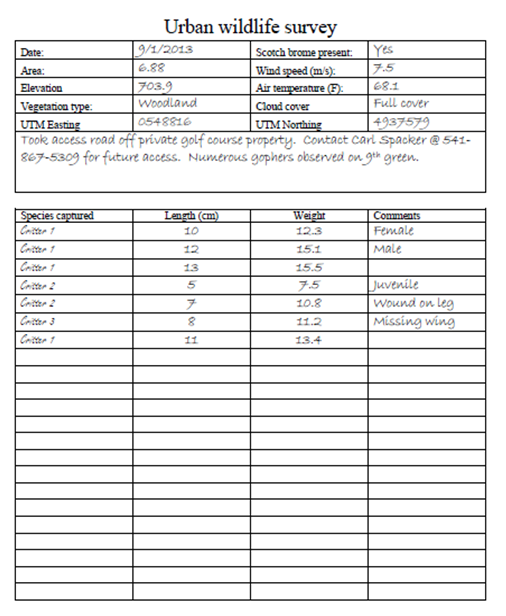 Urban wildlife survey
Date: 9/1/2013 Scotch brome present: Yes
Area: 6.88 Wind speed (m/s): 7.5
Elevation 703.9 Air temperature (F): 68.1
Vegetation type: Woodland Cloud cover Full cover
UTM Easting 0548816 UTM Northing 4937579
Took access road off private golf course property. Contact Carl Spacker @ 541-
867-5309 for future access. Numerous gophers observed on 9th green.
Species captured Length (cm) Weight Comments
Critter 1 10 12.3 Female
Critter 1 12 15.1 Male
Critter 1 13 15.5
Critter 2 5 7.5 Juvenile
Critter 2 7 10.8 Wound on leg
Critter 3 8 11.2 Missing wing
Critter 1 11 13.4